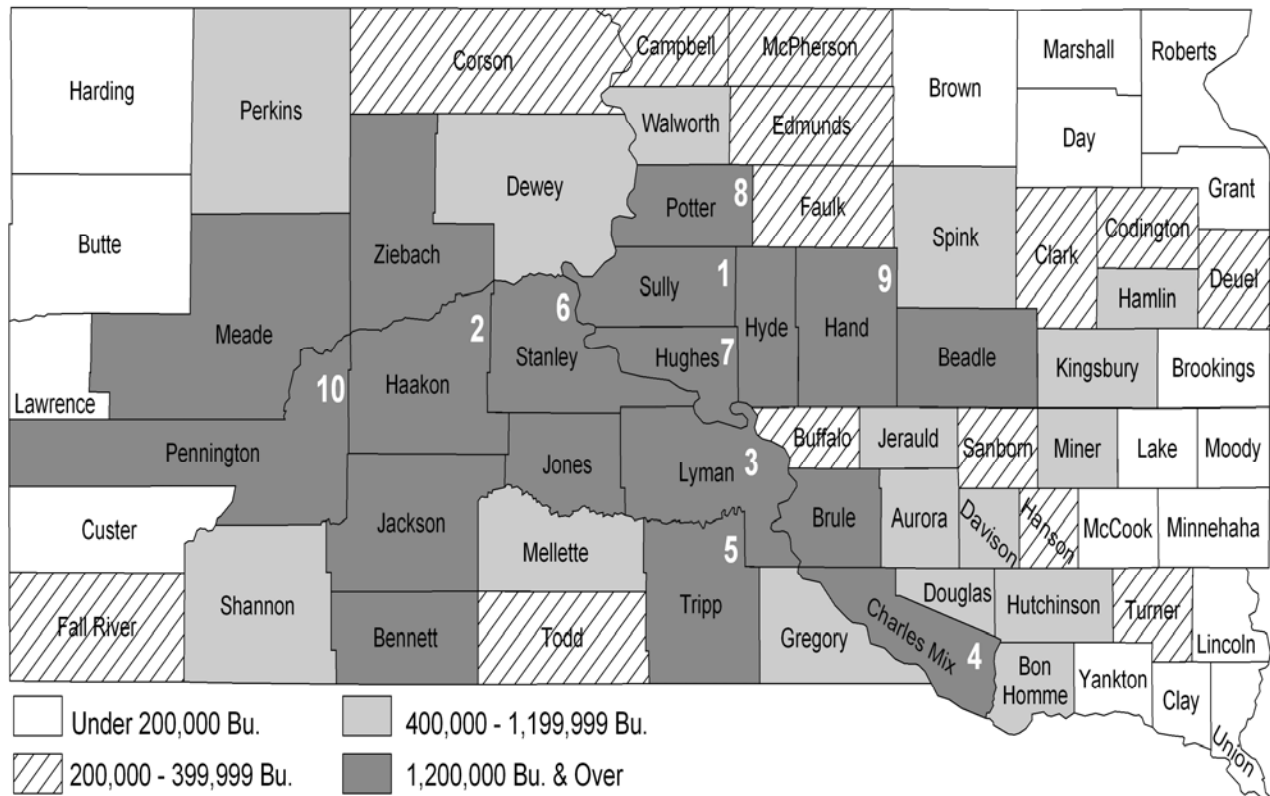 Harding
Perkins
Corson
Campbell
McPherson
Brown
Marshall
Roberts
Walworth
Edmunds
Day
Dewey
Grant
Butte
Ziebach
Potter
8
Faulk
Spink
Clark
Codington
Deuel
Hamlin
Meade
Sully
1
Hyde
Hand
9
2
6
Stanley
Hughes
7
Beadle
Kingsbury
Brookings
Lawrence
10
Haakon
Pennington
Jones
Lyman
3
Buffalo
Jerauld
Sanborn
Miner
Lake
Moody
Custer
Jackson
Mellette
5
Brule
Aurora
Davison
Hanson
McCook
Minnehaha
Fall River
Shannon
Bennett
Todd
Tripp
Gregory
Charles Mix
4
Douglas
Hutchinson
Turner
Lincoln
Bon
Homme
Yankton
Clay
Union
Under 200,000 Bu.
400,000 - 1,199,999 Bu.
200,000 - 399,999 Bu.
1,200,000 Bu. & Over